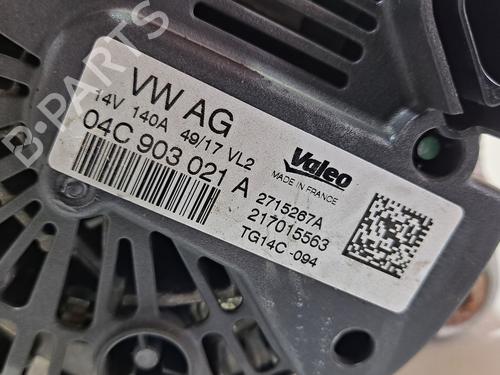 VW AG
14V 140A 49/17 VL2
04C 903 021 A
Valeo
MADE IN FRANCE
2715267A
217015563
TG14C -094
B-PARTS